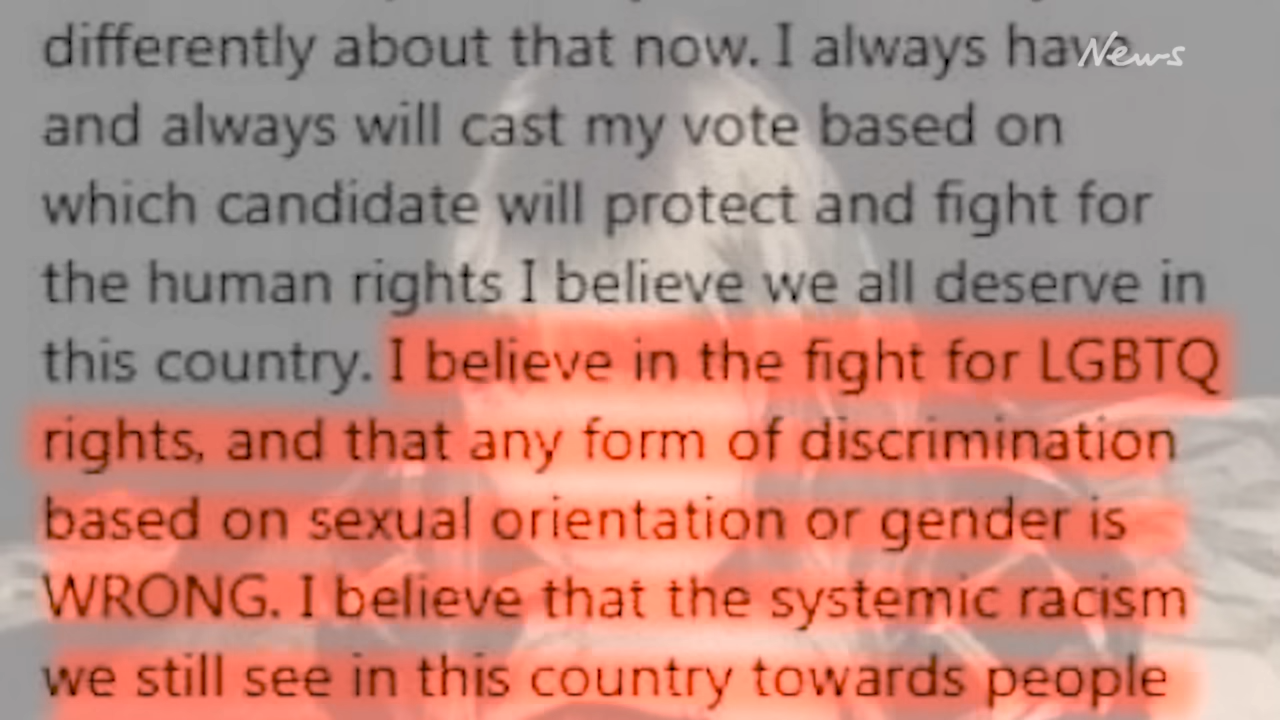 differently about that now. I always have
News
and always will cast my vote based on
which candidate will protect and fight for
the human rights I believe we all deserve in
this country. I believe in the fight for LGBTQ
rights, and that any form of discrimination
based on sexual orientation or gender is
WRONG. I believe that the systemic racism
we still see in this country towards people